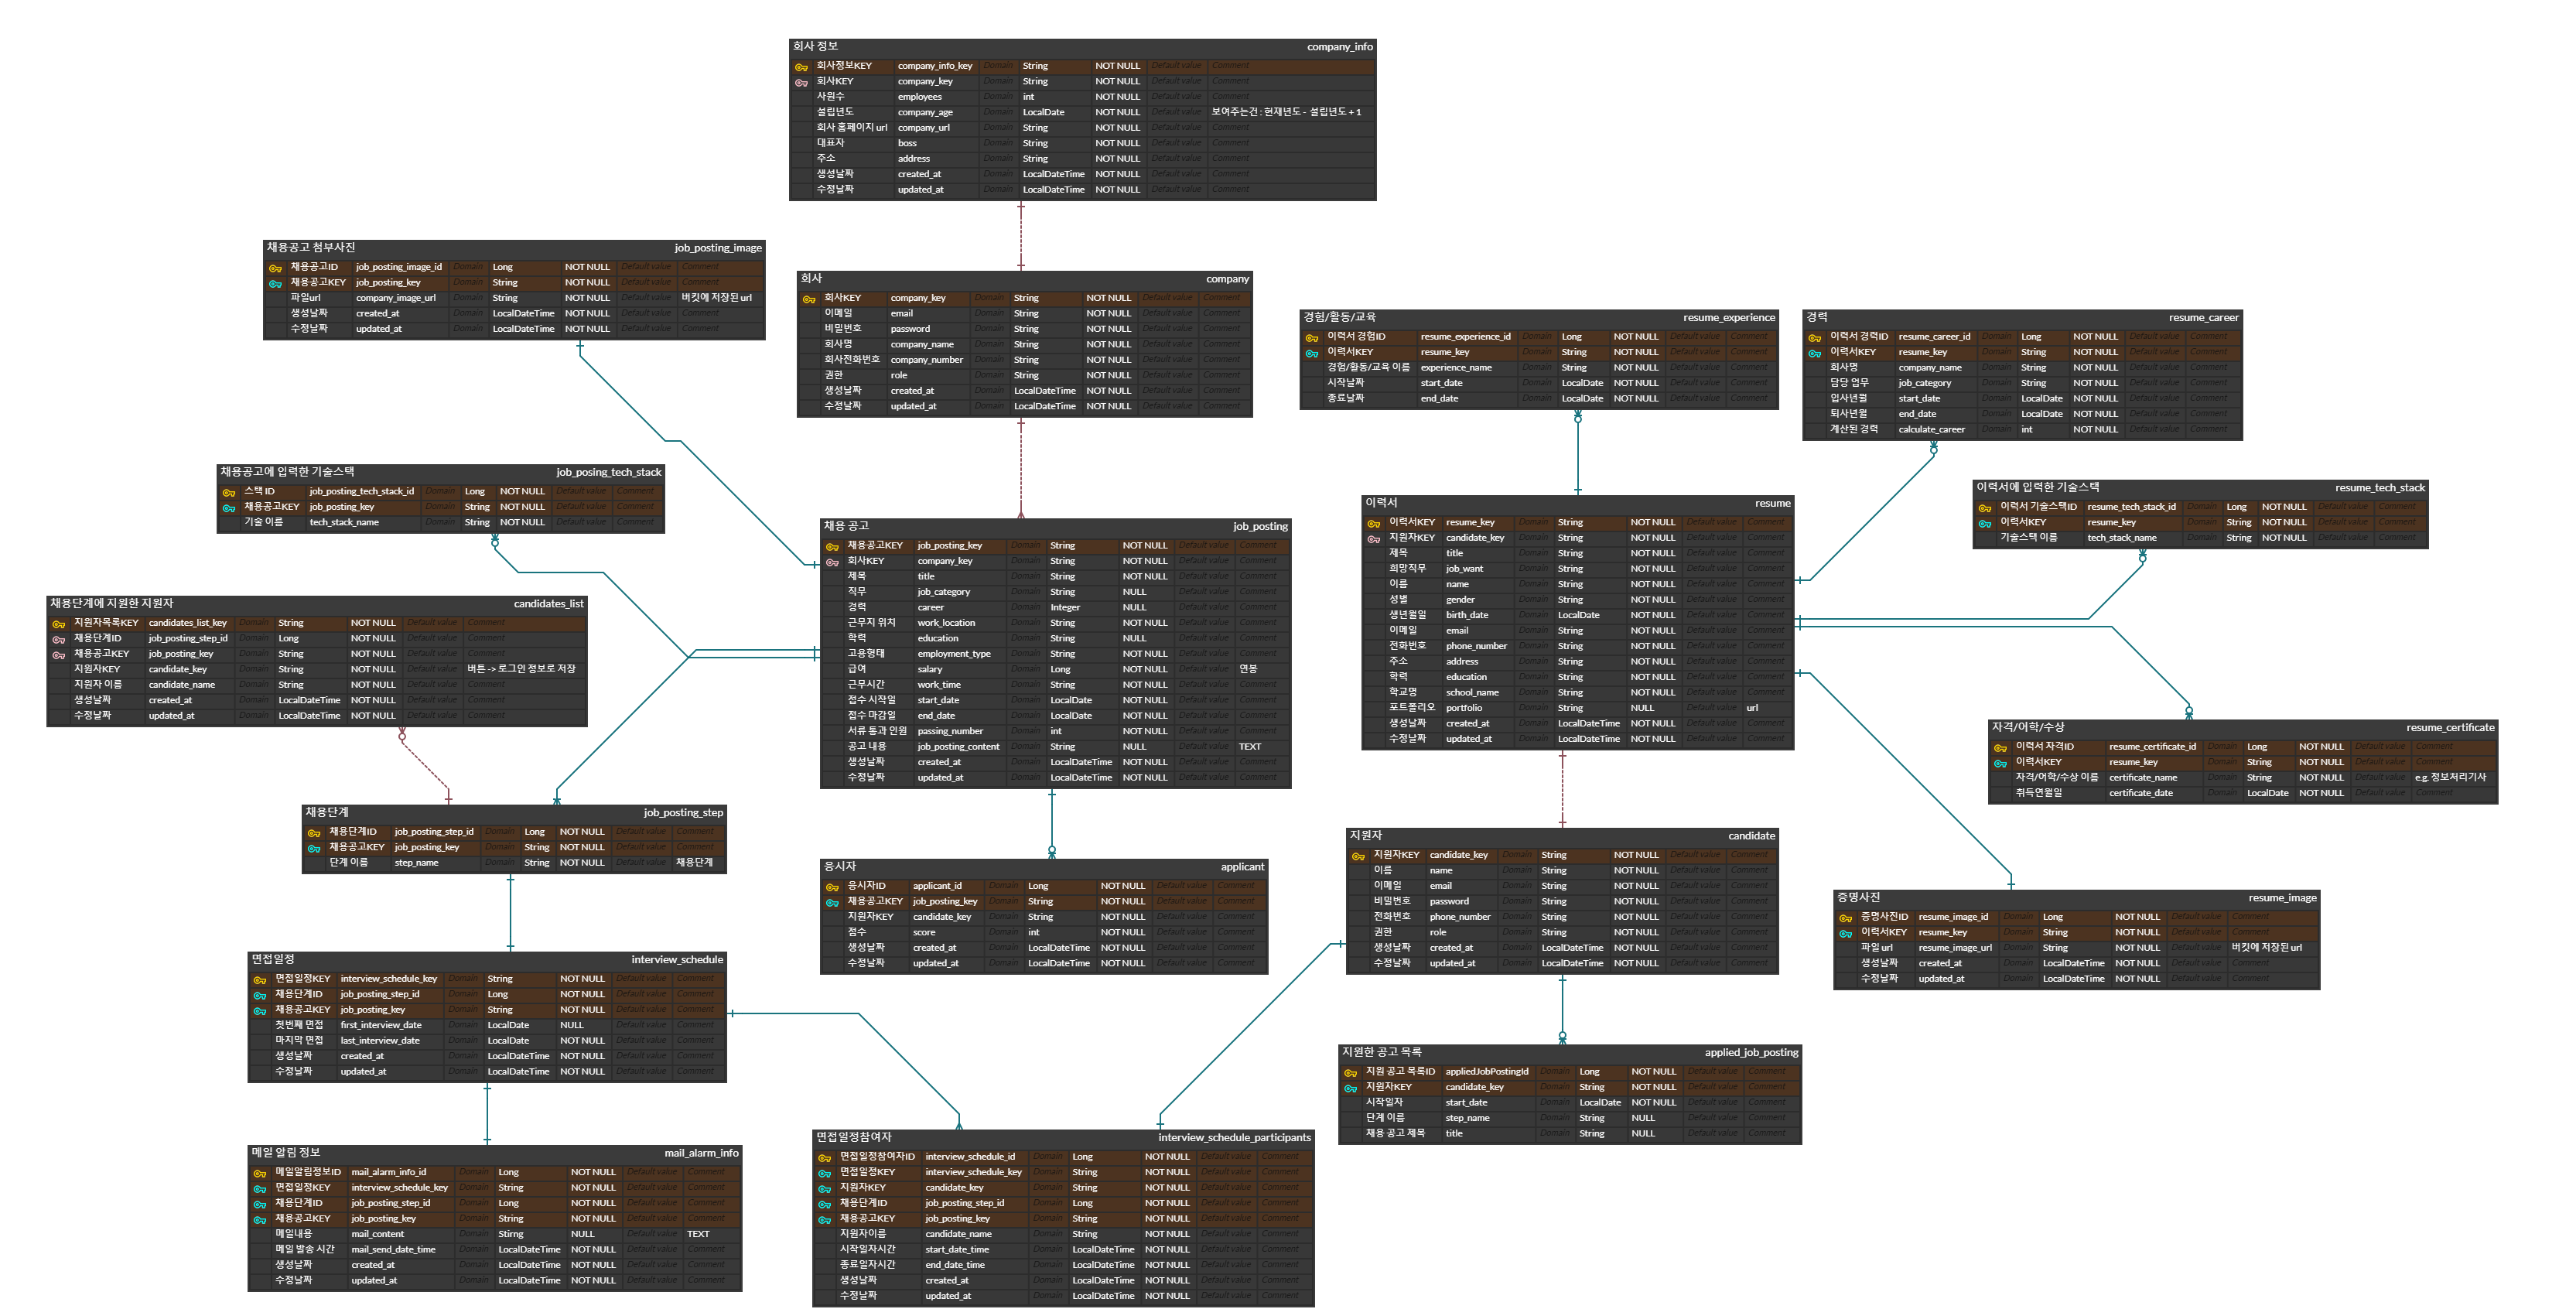 회사 정보 company_info
회사정보KEY company_info_key Domain String NOT NULL Default value Comment
회사KEY company_key Domain String NOT NULL Default value Comment
사원수 employees Domain int NOT NULL Default value Comment
설립년도 company_age Domain LocalDate NOT NULL Default value 보여주는건 : 현재년도 - 설립년도 + 1
회사 홈페이지 url company_url Domain String NOT NULL Default value Comment
대표자 boss Domain String NOT NULL Default value Comment
주소 address Domain String NOT NULL Default value Comment
생성날짜 created_at Domain LocalDateTime NOT NULL Default value Comment
수정날짜 updated_at Domain LocalDateTime NOT NULL Default value Comment
채용공고 첨부사진 job_posting_image
채용공고ID job_posting_image_id Domain Long NOT NULL Default value Comment
채용공고KEY job_posting_key Domain String NOT NULL Default value Comment
파일url company_image_url Domain String NOT NULL Default value 버킷에 저장된 url
생성날짜 created_at Domain LocalDateTime NOT NULL Default value Comment
수정날짜 updated_at Domain LocalDateTime NOT NULL Default value Comment
회사 company
회사KEY company_key Domain String NOT NULL Default value Comment
이메일 email Domain String NOT NULL Default value Comment
비밀번호 password Domain String NOT NULL Default value Comment
회사명 company_name Domain String NOT NULL Default value Comment
회사전화번호 company_number Domain String NOT NULL Default value Comment
권한 role Domain String NOT NULL Default value Comment
생성날짜 created_at Domain LocalDateTime NOT NULL Default value Comment
수정날짜 updated_at Domain LocalDateTime NOT NULL Default value Comment
경험/활동/교육 resume_experience
이력서 경험ID resume_experience_id Domain Long NOT NULL Default value Comment
이력서KEY resume_key Domain String NOT NULL Default value Comment
경험/활동/교육 이름 experience_name Domain String NOT NULL Default value Comment
시작날짜 start_date Domain LocalDate NOT NULL Default value Comment
종료날짜 end_date Domain LocalDate NOT NULL Default value Comment
경력 resume_career
이력서 경력ID resume_career_id Domain Long NOT NULL Default value Comment
이력서KEY resume_key Domain String NOT NULL Default value Comment
회사명 company_name Domain String NOT NULL Default value Comment
담당 업무 job_category Domain String NOT NULL Default value Comment
입사년월 start_date Domain LocalDate NOT NULL Default value Comment
퇴사년월 end_date Domain LocalDate NOT NULL Default value Comment
계산된 경력 calculate_career Domain int NOT NULL Default value Comment
채용공고에 입력한 기술스택 job_posing_tech_stack
스택 ID job_posting_tech_stack_id Domain Long NOT NULL Default value Comment
채용공고KEY job_posting_key Domain String NOT NULL Default value Comment
기술 이름 tech_stack_name Domain String NOT NULL Default value Comment
이력서에 입력한 기술스택 resume_tech_stack
이력서 기술스택ID resume_tech_stack_id Domain Long NOT NULL Default value Comment
이력서KEY resume_key Domain String NOT NULL Default value Comment
기술스택 이름 tech_stack_name Domain String NOT NULL Default value Comment
채용 공고 job_posting
채용공고KEY job_posting_key Domain String NOT NULL Default value Comment
회사KEY company_key Domain String NOT NULL Default value Comment
제목 title Domain String NOT NULL Default value Comment
직무 job_category Domain String NULL Default value Comment
경력 career Domain Integer NULL Default value Comment
근무지 위치 work_location Domain String NOT NULL Default value Comment
학력 education Domain String NULL Default value Comment
고용형태 employment_type Domain String NOT NULL Default value Comment
급여 salary Domain Long NOT NULL Default value 연봉
근무시간 work_time Domain String NOT NULL Default value Comment
접수 시작일 start_date Domain LocalDate NOT NULL Default value Comment
접수 마감일 end_date Domain LocalDate NOT NULL Default value Comment
서류 통과 인원 passing_number Domain int NOT NULL Default value Comment
공고 내용 job_posting_content Domain String NULL Default value TEXT
생성날짜 created_at Domain LocalDateTime NOT NULL Default value Comment
수정날짜 updated_at Domain LocalDateTime NOT NULL Default value Comment
이력서 resume
이력서KEY resume_key Domain String NOT NULL Default value Comment
지원자KEY candidate_key Domain String NOT NULL Default value Comment
제목 title Domain String NOT NULL Default value Comment
희망직무 job_want Domain String NOT NULL Default value Comment
이름 name Domain String NOT NULL Default value Comment
성별 gender Domain String NOT NULL Default value Comment
생년월일 birth_date Domain LocalDate NOT NULL Default value Comment
이메일 email Domain String NOT NULL Default value Comment
전화번호 phone_number Domain String NOT NULL Default value Comment
주소 address Domain String NOT NULL Default value Comment
학력 education Domain String NOT NULL Default value Comment
학교명 school_name Domain String NOT NULL Default value Comment
포트폴리오 portfolio Domain String NULL Default value url
생성날짜 created_at Domain LocalDateTime NOT NULL Default value Comment
수정날짜 updated_at Domain LocalDateTime NOT NULL Default value Comment
채용단계에 지원한 지원자 candidates_list
지원자목록KEY candidates_list_key Domain String NOT NULL Default value Comment
채용단계ID job_posting_step_id Domain Long NOT NULL Default value Comment
채용공고KEY job_posting_key Domain String NOT NULL Default value Comment
지원자KEY candidate_key Domain String NOT NULL Default value 버튼 -> 로그인 정보로 저장
지원자 이름 candidate_name Domain String NOT NULL Default value Comment
생성날짜 created_at Domain LocalDateTime NOT NULL Default value Comment
수정날짜 updated_at Domain LocalDateTime NOT NULL Default value Comment
자격/어학/수상 resume_certificate
이력서 자격ID resume_certificate_id Domain Long NOT NULL Default value Comment
이력서KEY resume_key Domain String NOT NULL Default value Comment
자격/어학/수상 이름 certificate_name Domain String NOT NULL Default value e.g. 정보처리기사
취득연월일 certificate_date Domain LocalDate NOT NULL Default value Comment
채용단계 job_posting_step
채용단계ID job_posting_step_id Domain Long NOT NULL Default value Comment
채용공고KEY job_posting_key Domain String NOT NULL Default value Comment
단계 이름 step_name Domain String NOT NULL Default value 채용단계
응시자 applicant
응시자ID applicant_id Domain Long NOT NULL Default value Comment
채용공고KEY job_posting_key Domain String NOT NULL Default value Comment
지원자KEY candidate_key Domain String NOT NULL Default value Comment
점수 score Domain int NOT NULL Default value Comment
생성날짜 created_at Domain LocalDateTime NOT NULL Default value Comment
수정날짜 updated_at Domain LocalDateTime NOT NULL Default value Comment
지원자 candidate
지원자KEY candidate_key Domain String NOT NULL Default value Comment
이름 name Domain String NOT NULL Default value Comment
이메일 email Domain String NOT NULL Default value Comment
비밀번호 password Domain String NOT NULL Default value Comment
전화번호 phone_number Domain String NOT NULL Default value Comment
권한 role Domain String NOT NULL Default value Comment
생성날짜 created_at Domain LocalDateTime NOT NULL Default value Comment
수정날짜 updated_at Domain LocalDateTime NOT NULL Default value Comment
증명사진 resume_image
증명사진ID resume_image_id Domain Long NOT NULL Default value Comment
이력서KEY resume_key Domain String NOT NULL Default value Comment
파일 url resume_image_url Domain String NOT NULL Default value 버킷에 저장된 url
생성날짜 created_at Domain LocalDateTime NOT NULL Default value Comment
수정날짜 updated_at Domain LocalDateTime NOT NULL Default value Comment
면접일정 interview_schedule
면접일정KEY interview_schedule_key Domain String NOT NULL Default value Comment
채용단계ID job_posting_step_id Domain Long NOT NULL Default value Comment
채용공고KEY job_posting_key Domain String NOT NULL Default value Comment
첫번째 면접 first_interview_date Domain LocalDate NULL Default value Comment
마지막 면접 last_interview_date Domain LocalDate NOT NULL Default value Comment
생성날짜 created_at Domain LocalDateTime NOT NULL Default value Comment
수정날짜 updated_at Domain LocalDateTime NOT NULL Default value Comment
지원한 공고 목록 applied_job_posting
지원 공고 목록ID appliedJobPostingId Domain Long NOT NULL Default value Comment
지원자KEY candidate_key Domain String NOT NULL Default value Comment
시작일자 start_date Domain LocalDate NOT NULL Default value Comment
단계 이름 step_name Domain String NULL Default value Comment
채용 공고 제목 title Domain String NULL Default value Comment
메일 알림 정보 mail_alarm_info
메일알림정보ID mail_alarm_info_id Domain Long NOT NULL Default value Comment
면접일정KEY interview_schedule_key Domain String NOT NULL Default value Comment
채용단계ID job_posting_step_id Domain Long NOT NULL Default value Comment
채용공고KEY job_posting_key Domain String NOT NULL Default value Comment
메일내용 mail_content Domain Stirng NULL Default value TEXT
메일 발송 시간 mail_send_date_time Domain LocalDateTime NOT NULL Default value Comment
생성날짜 created_at Domain LocalDateTime NOT NULL Default value Comment
수정날짜 updated_at Domain LocalDateTime NOT NULL Default value Comment
면접일정참여자 interview_schedule_participants
면접일정참여자ID interview_schedule_id Domain Long NOT NULL Default value Comment
면접일정KEY interview_schedule_key Domain String NOT NULL Default value Comment
지원자KEY candidate_key Domain String NOT NULL Default value Comment
채용단계ID job_posting_step_id Domain Long NOT NULL Default value Comment
채용공고KEY job_posting_key Domain String NOT NULL Default value Comment
지원자이름 candidate_name Domain String NOT NULL Default value Comment
시작일자시간 start_date_time Domain LocalDateTime NOT NULL Default value Comment
종료일자시간 end_date_time Domain LocalDateTime NOT NULL Default value Comment
생성날짜 created_at Domain LocalDateTime NOT NULL Default value Comment
수정날짜 updated_at Domain LocalDateTime NOT NULL Default value Comment